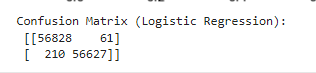 Confusion Matrix (Logistic Regression):
[[56828    61]
[  210 56627]]